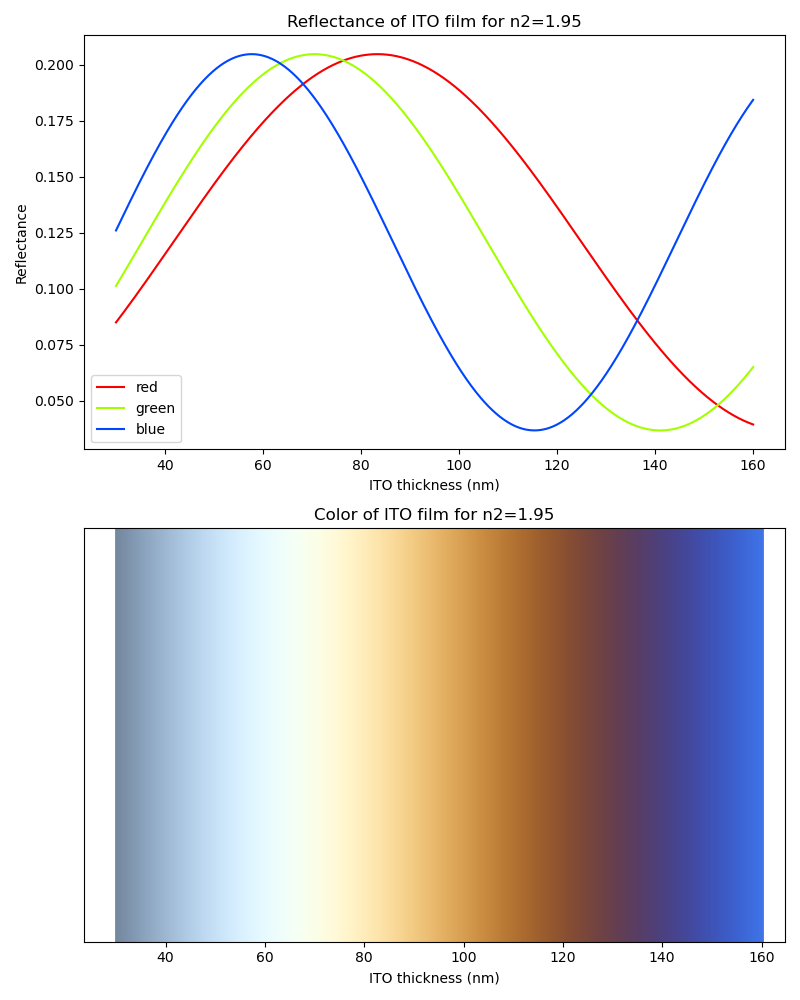 Reflectance of ITO film for n2=1.95
Reflectance
0.200
0.175
0.150
0.125
0.100
0.075
0.050
red
green
blue
40 60 80 100 120 140 160
ITO thickness (nm)
Color of ITO film for n2=1.95
40 60 80 100 120 140 160
ITO thickness (nm)